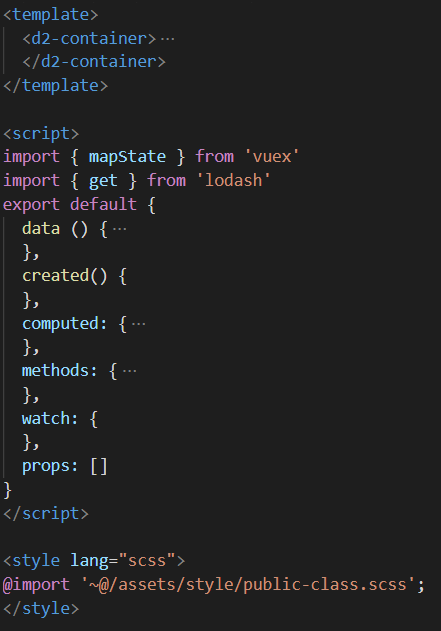 <template>
  <d2-container>···
  </d2-container>
</template>

<script>
import { mapState } from 'vuex'
import { get } from 'lodash'
export default {
  data () {···
  },
  created() {
  },
  computed: {···
  },
  methods: {···
  },
  watch: {
  },
  props: []
}
</script>

<style lang="scss">
@import '~@/assets/style/public-class.scss';
</style>